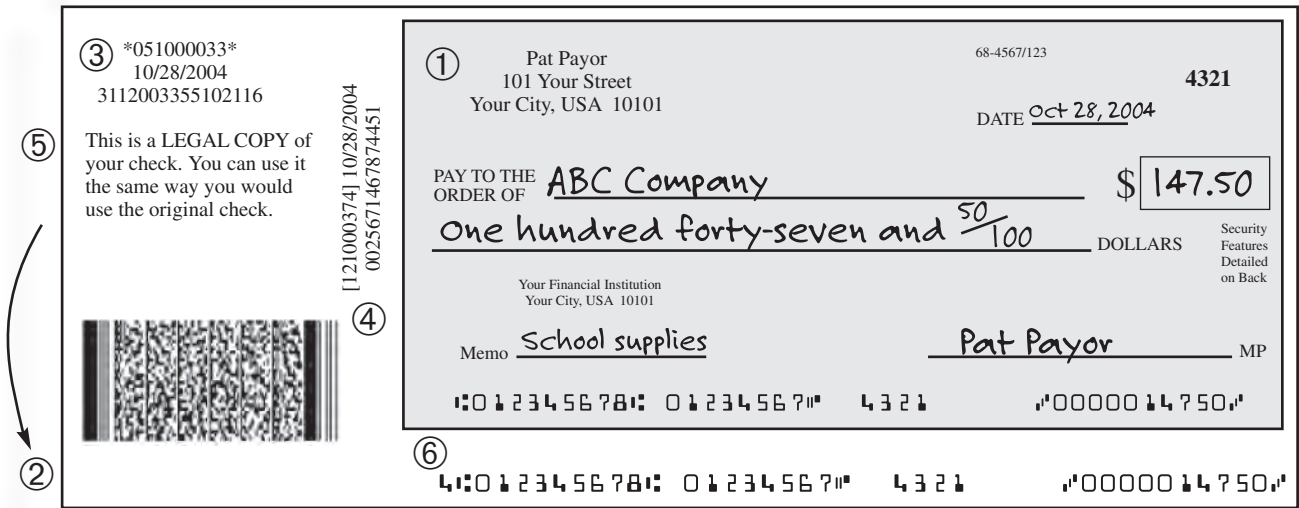 ③ *051000033*
10/28/2004
3112003355102116
⑤ This is a LEGAL COPY of
your check. You can use it
the same way you would
use the original check.
②
[121000374] 10/28/2004
00256714678744​51
④
① Pat Payor
101 Your Street
Your City, USA 10101
68-4567/123
4321
DATE Oct 28, 2004
PAY TO THE
ORDER OF ABC Company $ 147.50
One hundred forty-seven and 50/100 DOLLARS
Security
Features
Detailed
on Back
Your Financial Institution
Your City, USA 10101
Memo School supplies Pat Payor MP
⑆012345678⑆ 01234567⑈ 4321 ⑇0000014750⑇
⑥
4⑆012345678⑆ 01234567⑈ 4321 ⑇0000014750⑇